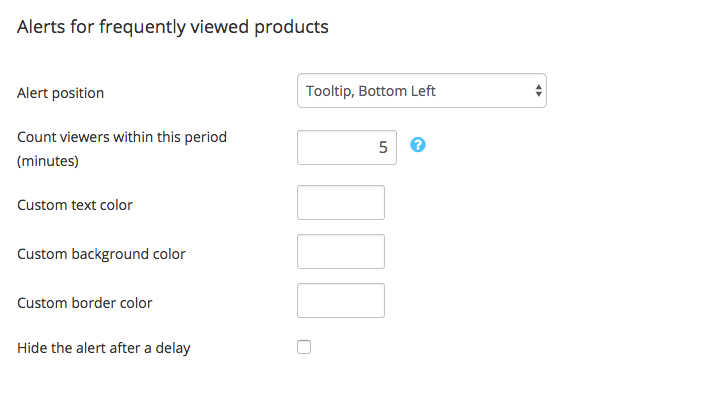 Alerts for frequently viewed products
Alert position
Tooltip, Bottom Left
Count viewers within this period
(minutes)
5
?
Custom text color
Custom background color
Custom border color
Hide the alert after a delay